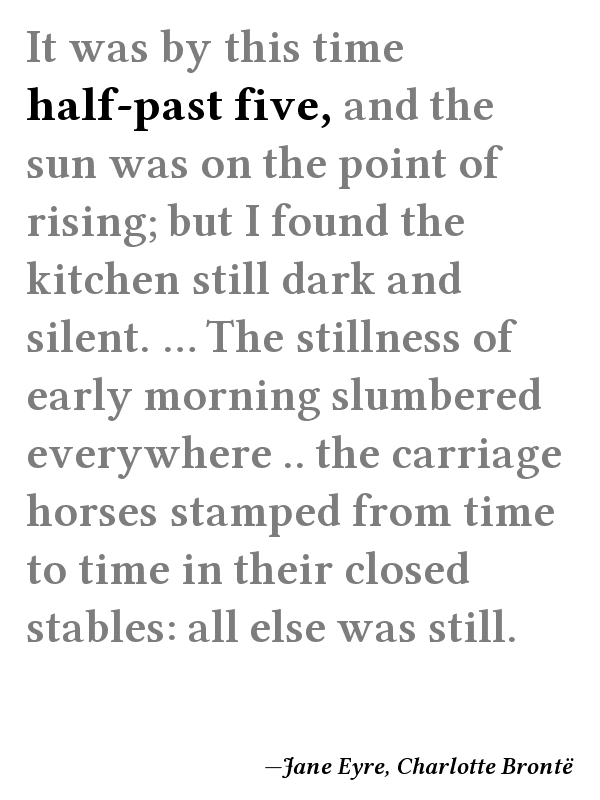 It was by this time
half-past five, and the
sun was on the point of
rising; but I found the
kitchen still dark and
silent. ... The stillness of
early morning slumbered
everywhere .. the carriage
horses stamped from time
to time in their closed
stables: all else was still.
—Jane Eyre, Charlotte Brontë